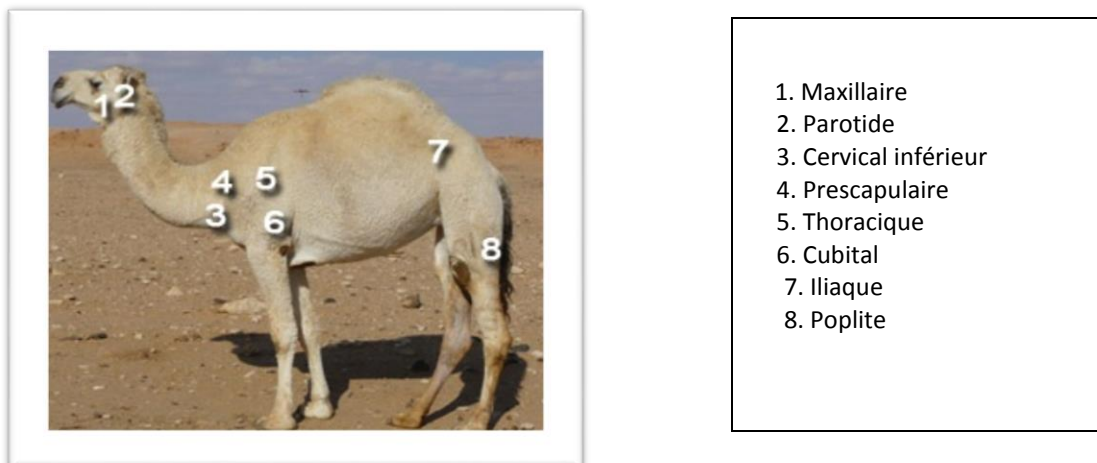 1
2
3
4
5
6
7
8
1. Maxillaire
2. Parotide
3. Cervical inférieur
4. Prescapulaire
5. Thoracique
6. Cubital
7. Iliaque
8. Poplite